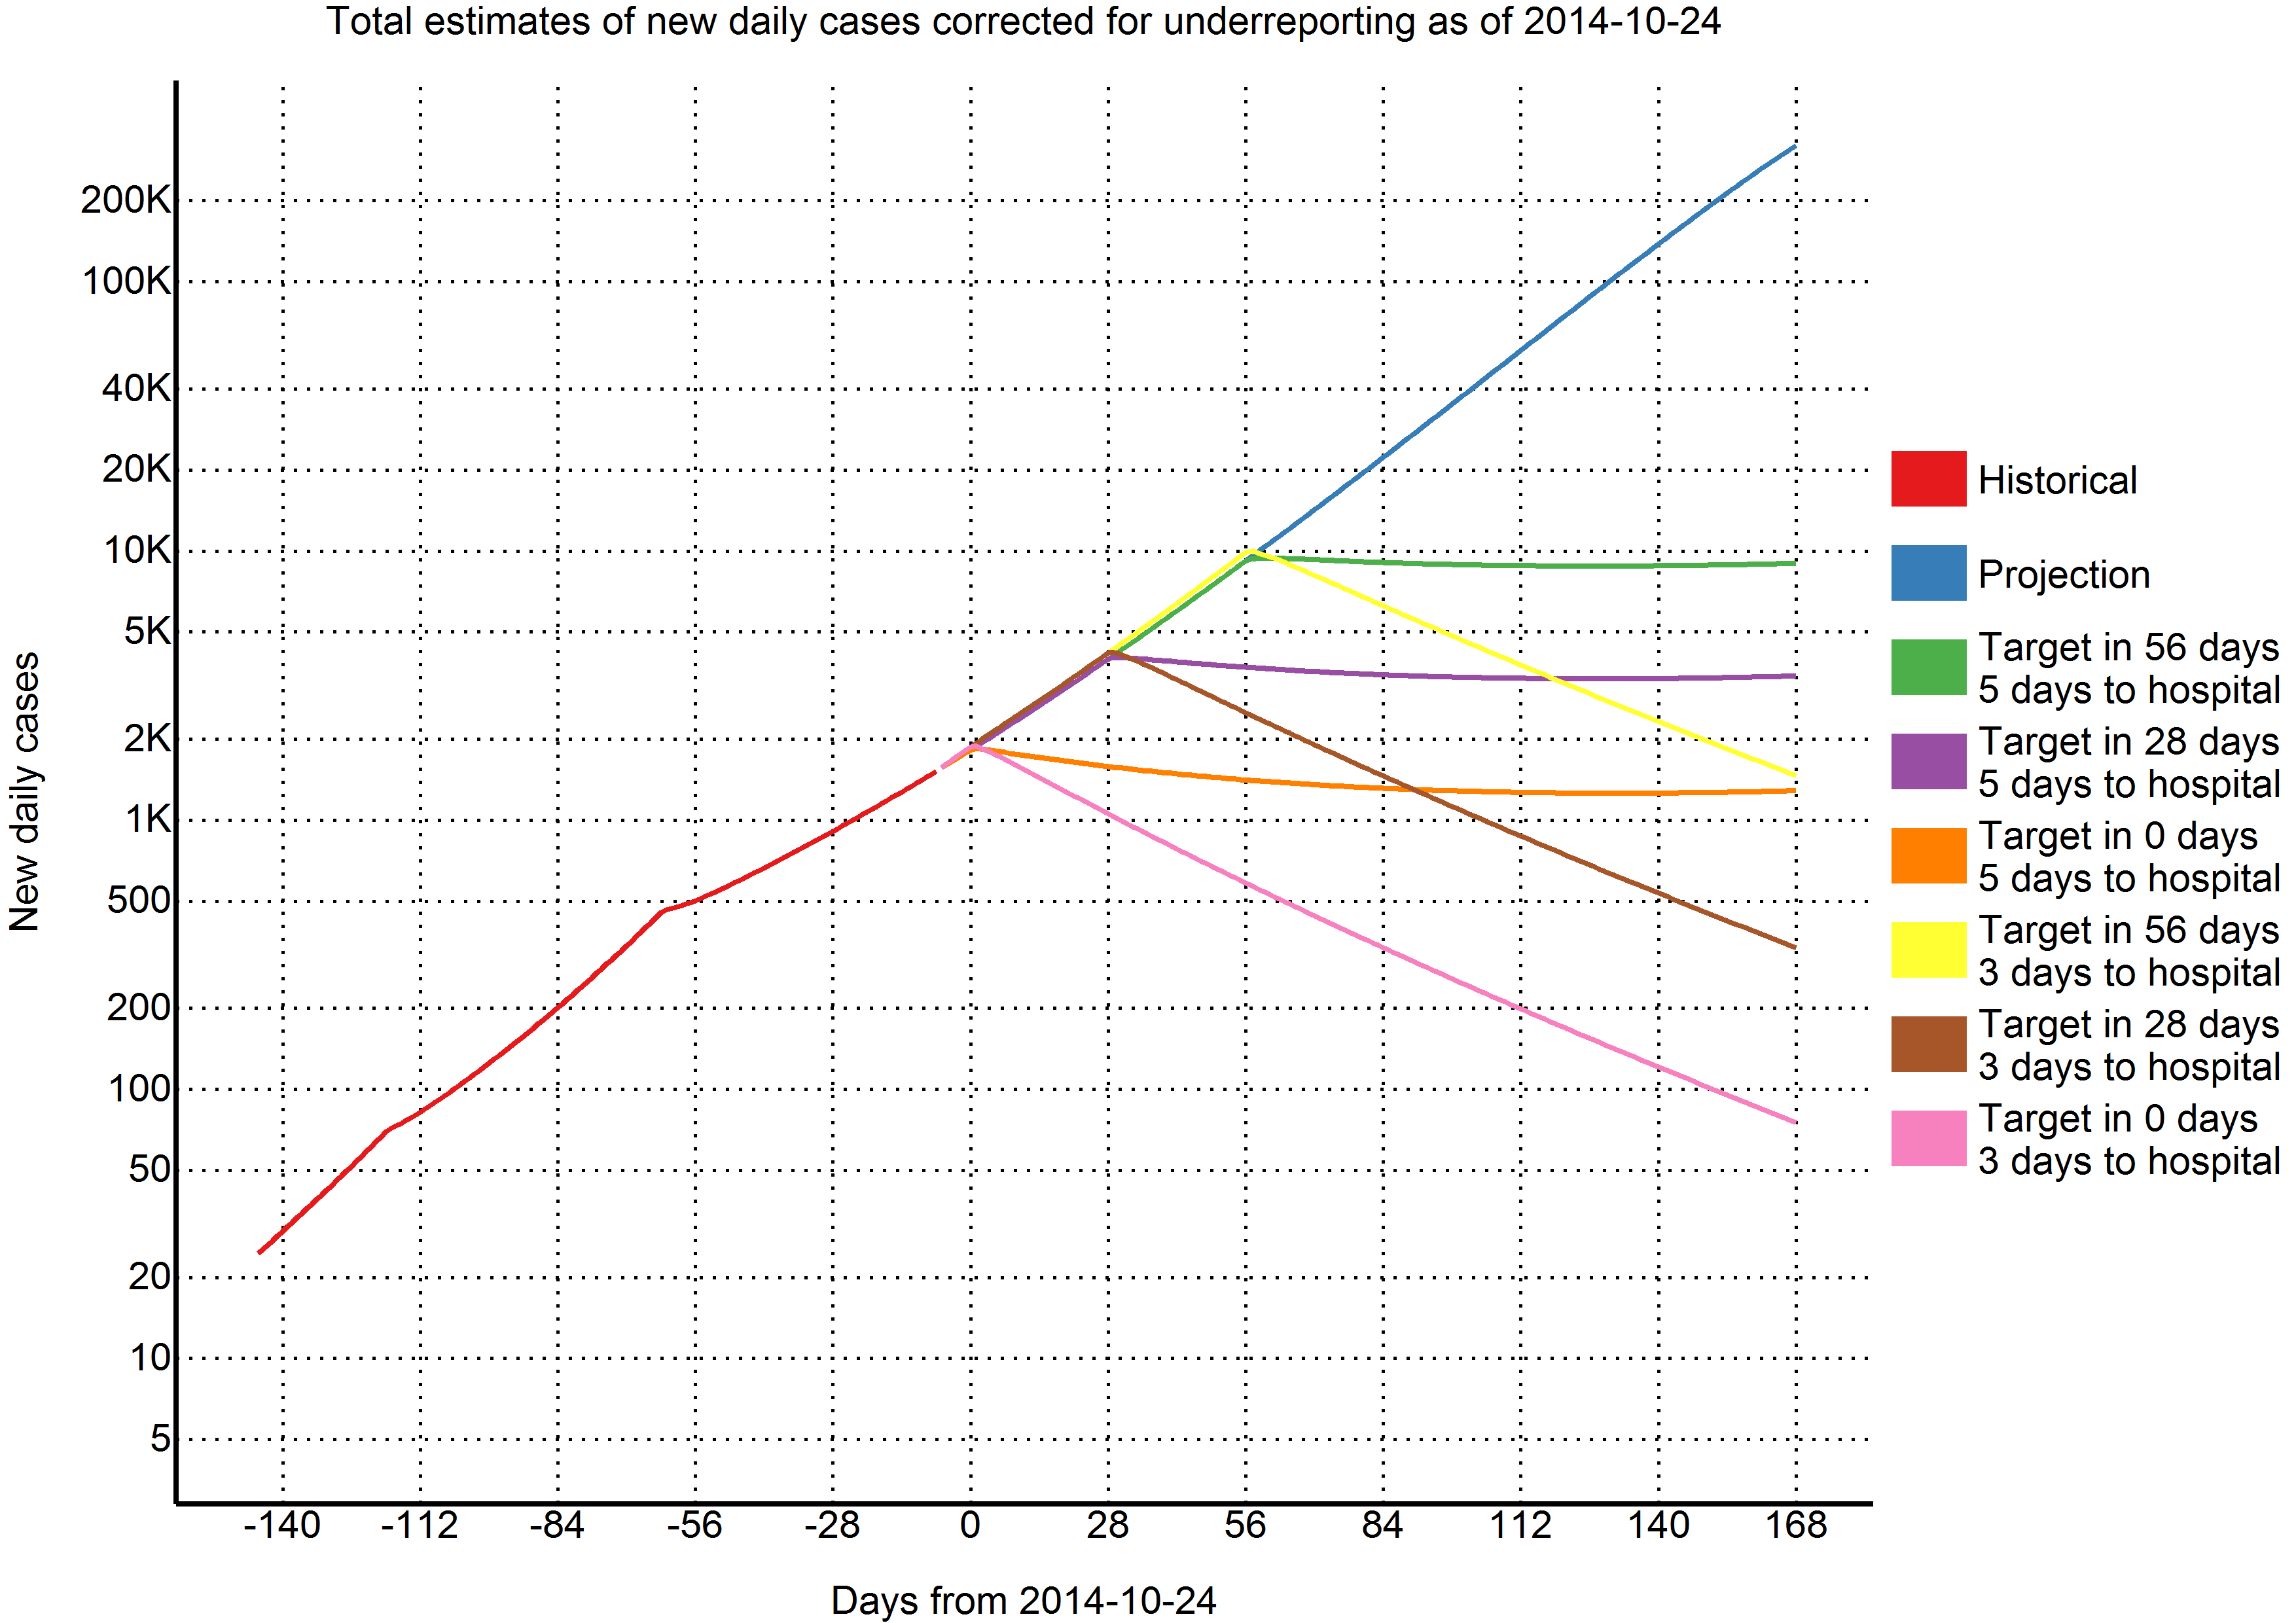 Total estimates of new daily cases corrected for underreporting as of 2014-10-24
New daily cases
200K
100K
40K
20K
10K
5K
2K
1K
500
200
100
50
20
10
5
-140 -112 -84 -56 -28 0 28 56 84 112 140 168
Days from 2014-10-24
Historical
Projection
Target in 56 days
5 days to hospital
Target in 28 days
5 days to hospital
Target in 0 days
5 days to hospital
Target in 56 days
3 days to hospital
Target in 28 days
3 days to hospital
Target in 0 days
3 days to hospital